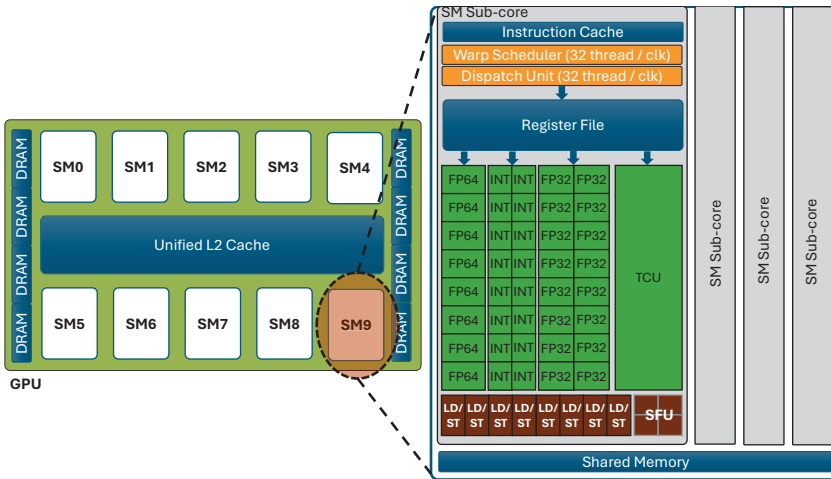 SM Sub-core
Instruction Cache
Warp Scheduler (32 thread / clk)
Dispatch Unit (32 thread / clk)
Register File
FP64 INT INT FP32 FP32
FP64 INT INT FP32 FP32
FP64 INT INT FP32 FP32
FP64 INT INT FP32 FP32
FP64 INT INT FP32 FP32
FP64 INT INT FP32 FP32
FP64 INT INT FP32 FP32
FP64 INT INT FP32 FP32
TCU
LD/ LD/ LD/ LD/ LD/ LD/ LD/ LD/
ST ST ST ST ST ST ST ST
SFU
SM Sub-core
SM Sub-core
SM Sub-core
Shared Memory
DRAM
DRAM
DRAM
DRAM
SM0 SM1 SM2 SM3 SM4
Unified L2 Cache
SM5 SM6 SM7 SM8 SM9
DRAM
DRAM
DRAM
DRAM
GPU